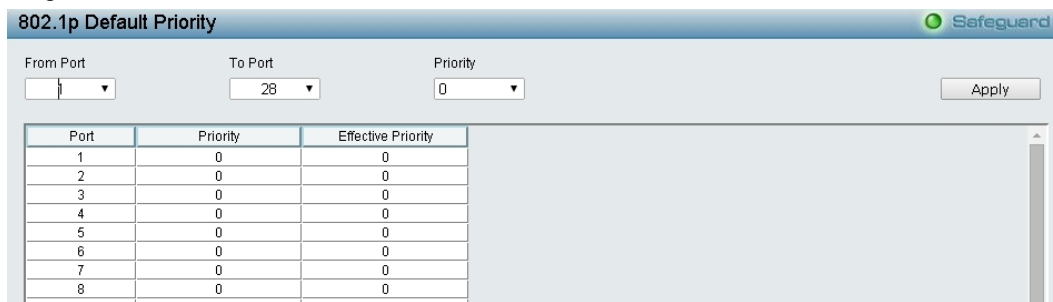 802.1p Default Priority Safeguard
From Port To Port Priority
1 28 0 Apply
Port Priority Effective Priority
1 0 0
2 0 0
3 0 0
4 0 0
5 0 0
6 0 0
7 0 0
8 0 0